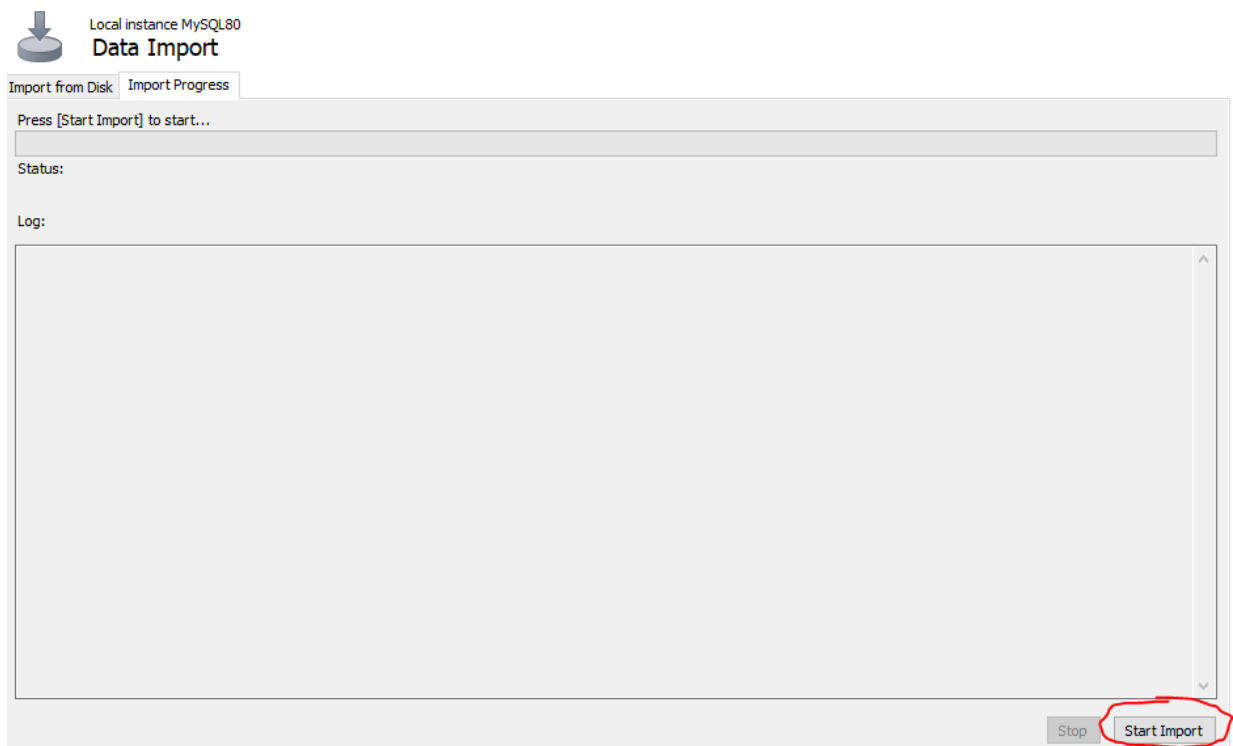 Local instance MySQL80
Data Import
Import from Disk Import Progress
Press [Start Import] to start...
Status:
Log:
Stop Start Import